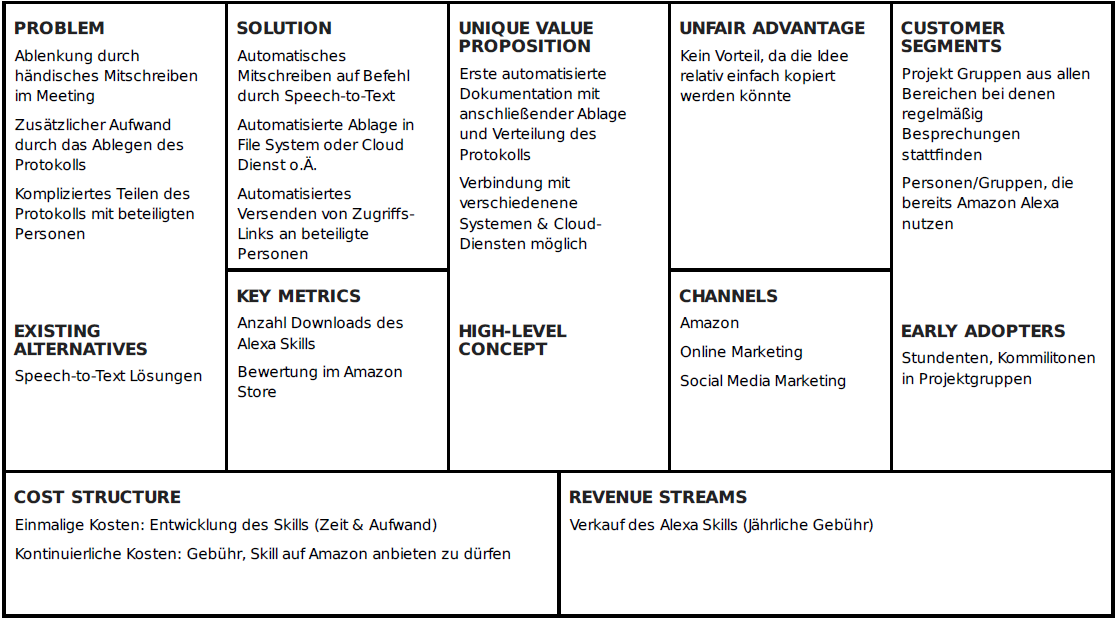 PROBLEM
Ablenkung durch
händisches Mitschreiben
im Meeting
Zusätzlicher Aufwand
durch das Ablegen des
Protokolls
Kompliziertes Teilen des
Protokolls mit beteiligten
Personen
EXISTING
ALTERNATIVES
Speech-to-Text Lösungen
SOLUTION
Automatisches
Mitschreiben auf Befehl
durch Speech-to-Text
Automatisierte Ablage in
File System oder Cloud
Dienst o.Ä.
Automatisiertes
Versenden von Zugriffs-
Links an beteiligte
Personen
KEY METRICS
Anzahl Downloads des
Alexa Skills
Bewertung im Amazon
Store
UNIQUE VALUE
PROPOSITION
Erste automatisierte
Dokumentation mit
anschließender Ablage
und Verteilung des
Protokolls
Verbindung mit
verschiedenene
Systemen & Cloud-
Diensten möglich
HIGH-LEVEL
CONCEPT
UNFAIR ADVANTAGE
Kein Vorteil, da die Idee
relativ einfach kopiert
werden könnte
CHANNELS
Amazon
Online Marketing
Social Media Marketing
CUSTOMER
SEGMENTS
Projekt Gruppen aus allen
Bereichen bei denen
regelmäßig
Besprechungen
stattfinden
Personen/Gruppen, die
bereits Amazon Alexa
nutzen
EARLY ADOPTERS
Stundenten, Kommilitonen
in Projektgruppen
COST STRUCTURE
Einmalige Kosten: Entwicklung des Skills (Zeit & Aufwand)
Kontinuierliche Kosten: Gebühr, Skill auf Amazon anbieten zu dürfen
REVENUE STREAMS
Verkauf des Alexa Skills (Jährliche Gebühr)